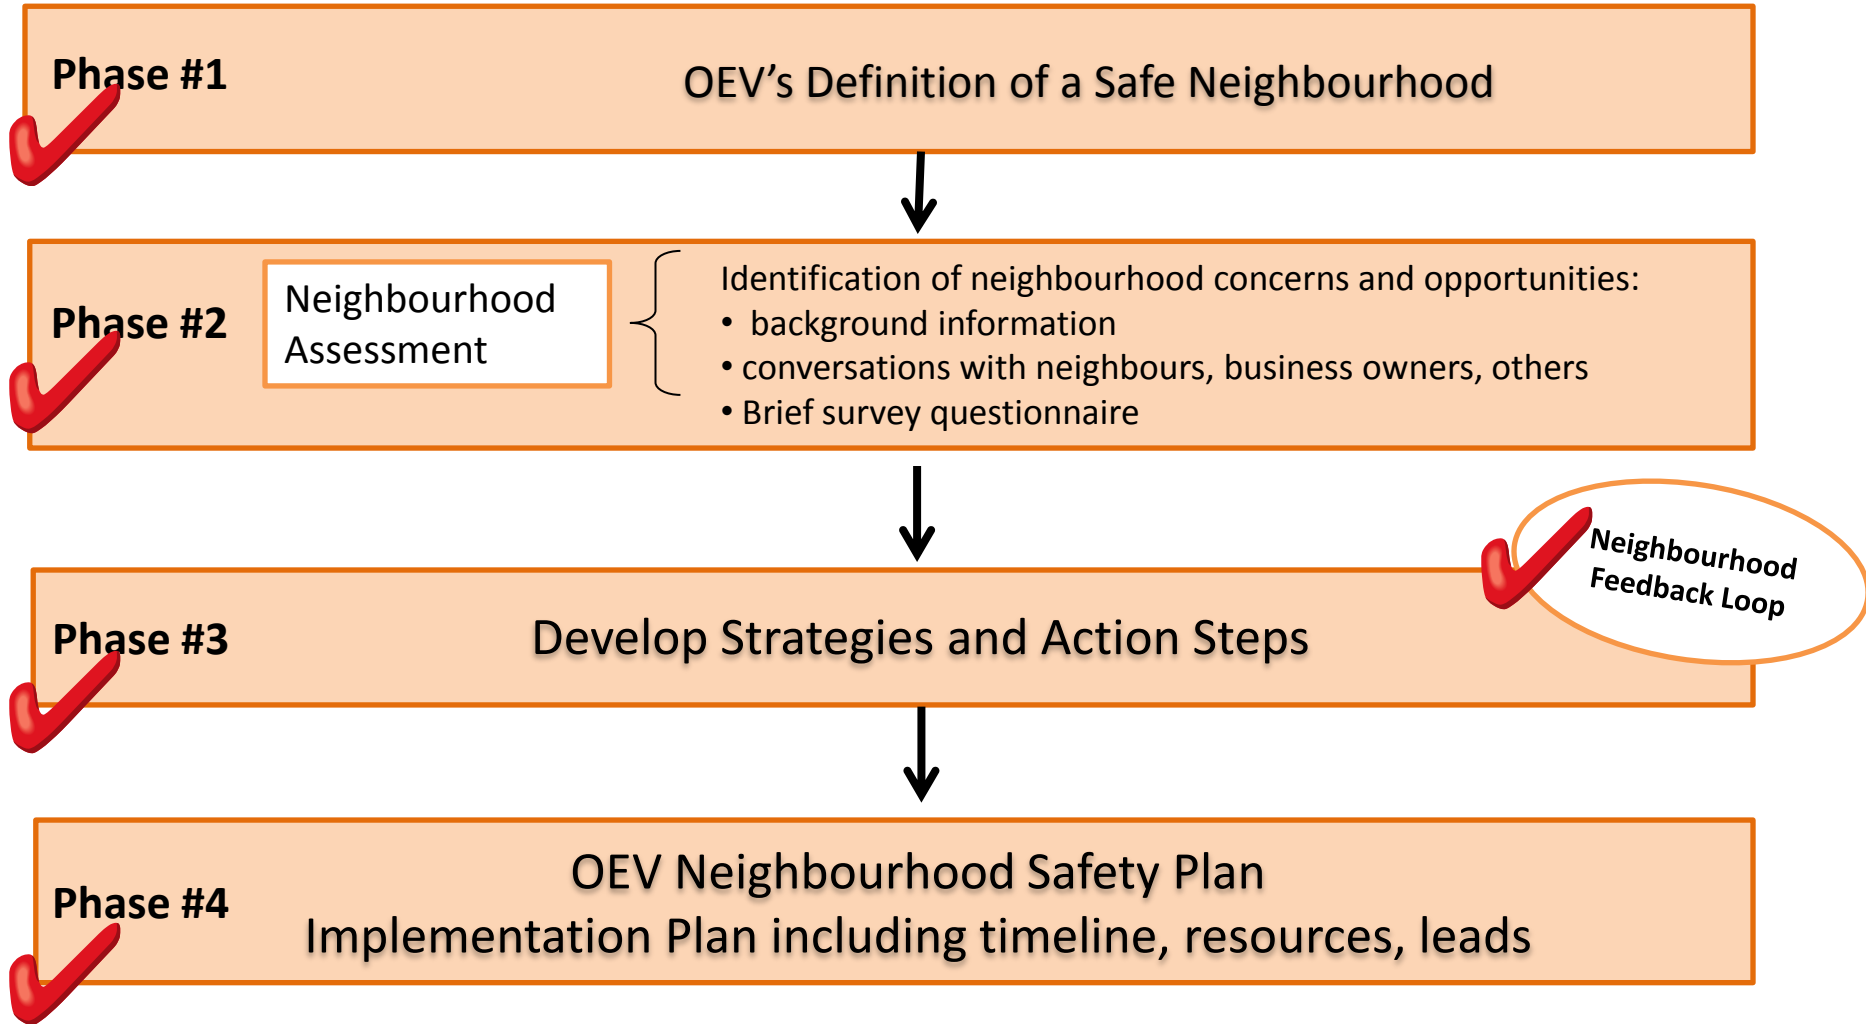 Phase #1
OEV’s Definition of a Safe Neighbourhood
Phase #2
Neighbourhood
Assessment
Identification of neighbourhood concerns and opportunities:
• background information
• conversations with neighbours, business owners, others
• Brief survey questionnaire
Neighbourhood
Feedback Loop
Phase #3
Develop Strategies and Action Steps
Phase #4
OEV Neighbourhood Safety Plan
Implementation Plan including timeline, resources, leads